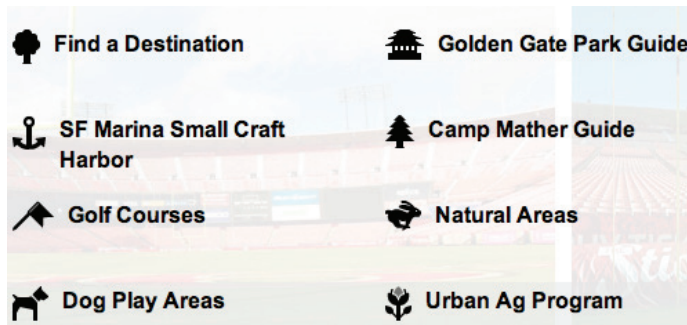 Find a Destination
Golden Gate Park Guide
SF Marina Small Craft
Harbor
Camp Mather Guide
Golf Courses
Natural Areas
Dog Play Areas
Urban Ag Program